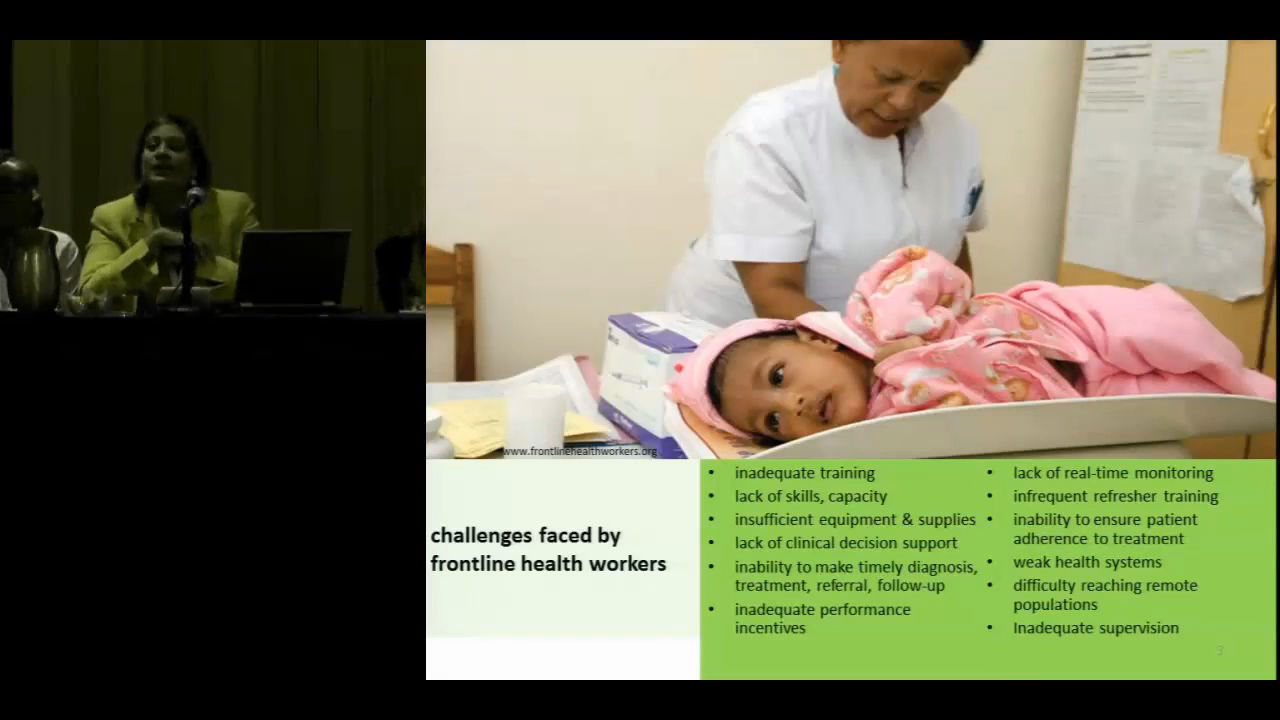 www.frontlinehealthworkers.org
challenges faced by
frontline health workers
• inadequate training
• lack of skills, capacity
• insufficient equipment & supplies
• lack of clinical decision support
• inability to make timely diagnosis,
treatment, referral, follow-up
• inadequate performance
incentives
• lack of real-time monitoring
• infrequent refresher training
• inability to ensure patient
adherence to treatment
• weak health systems
• difficulty reaching remote
populations
• Inadequate supervision
3